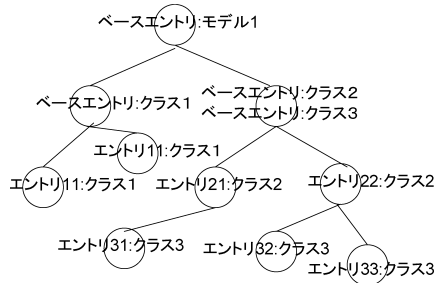 ベースエントリ:モデル1
ベースエントリ:クラス2
ベースエントリ:クラス1
ベースエントリ:クラス3
エントリ11:クラス1
エントリ11:クラス1
エントリ21:クラス2
エントリ22:クラス2
エントリ31:クラス3
エントリ32:クラス3
エントリ33:クラス3